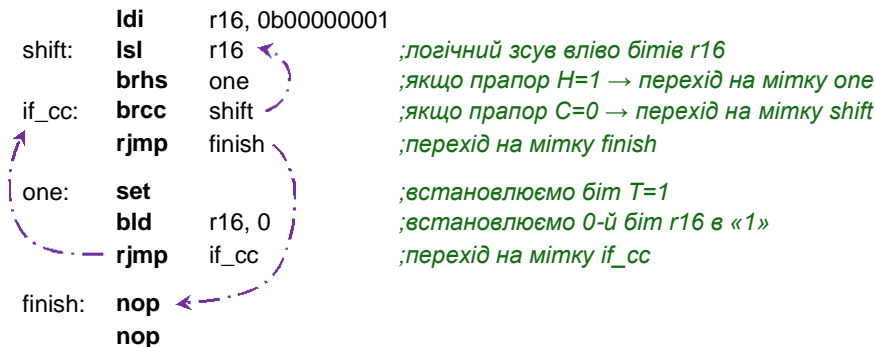 ldi r16, 0b00000001
shift: lsl r16 ;логічний зсув вліво бітів r16
brhs one ;якщо прапор H=1 → перехід на мітку one
if_cc: brcc shift ;якщо прапор C=0 → перехід на мітку shift
rjmp finish ;перехід на мітку finish
one: set ;встановлюємо біт T=1
bld r16, 0 ;встановлюємо 0-й біт r16 в «1»
rjmp if_cc ;перехід на мітку if_cc
finish: nop
nop